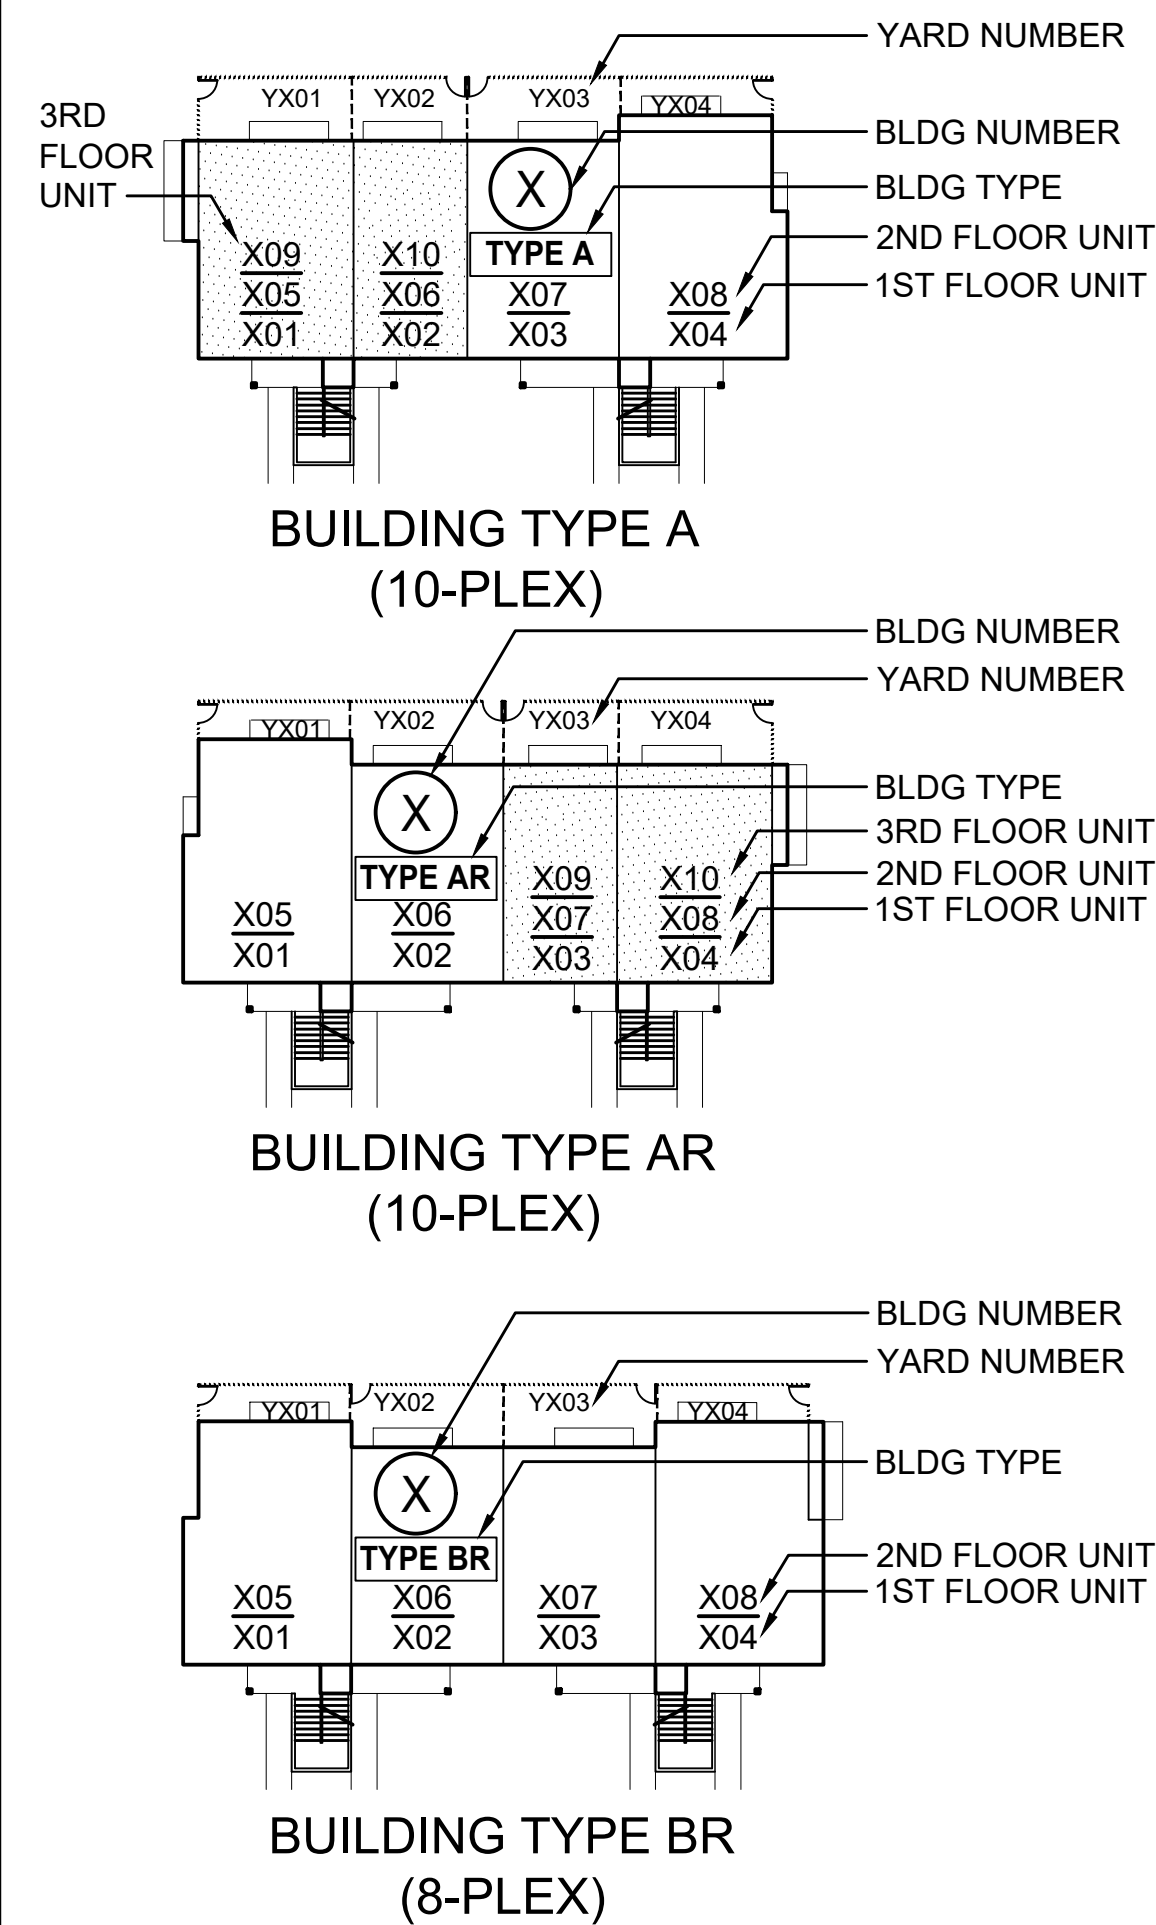 YARD NUMBER
YX01 YX02 YX03 YX04
3RD
FLOOR
UNIT
BLDG NUMBER
X
BLDG TYPE
TYPE A
2ND FLOOR UNIT
1ST FLOOR UNIT
X09 X10
X05 X06 X07 X08
X01 X02 X03 X04
BUILDING TYPE A
(10-PLEX)
BLDG NUMBER
YARD NUMBER
YX01 YX02 YX03 YX04
BLDG TYPE
X
3RD FLOOR UNIT
TYPE AR
X09 X10
2ND FLOOR UNIT
1ST FLOOR UNIT
X05 X06 X07 X08
X01 X02 X03 X04
BUILDING TYPE AR
(10-PLEX)
BLDG NUMBER
YARD NUMBER
YX01 YX02 YX03 YX04
BLDG TYPE
X
TYPE BR
2ND FLOOR UNIT
1ST FLOOR UNIT
X05 X06 X07 X08
X01 X02 X03 X04
BUILDING TYPE BR
(8-PLEX)